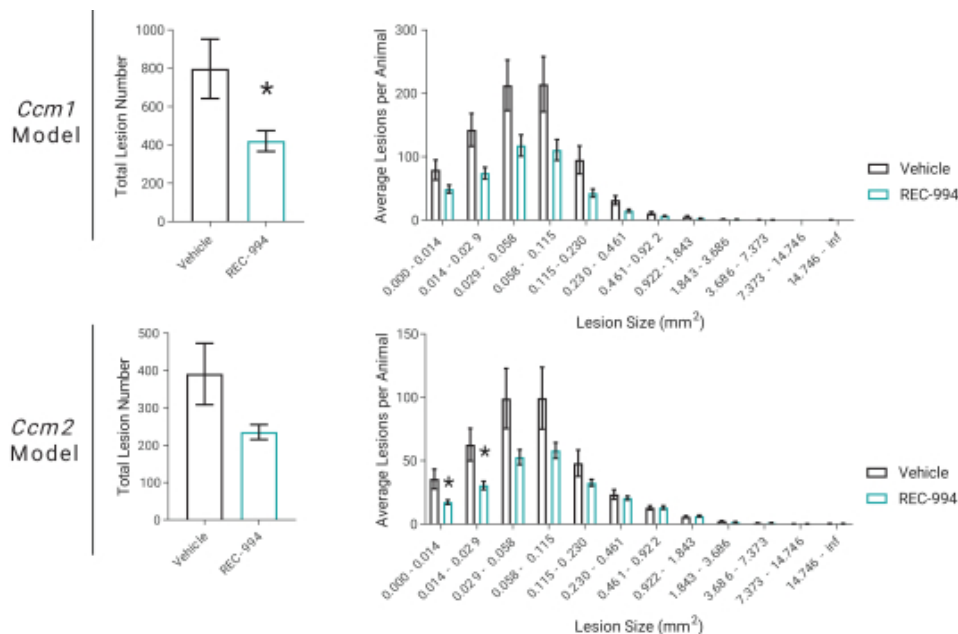 Ccm1
Model
Total Lesion Number
1000
800
600
400
200
0
*
Vehicle
REC-994
Average Lesions per Animal
300
200
100
0
0.000 - 0.014
0.014 - 0.02 9
0.029 - 0.058
0.058 - 0.115
0.115 - 0.230
0.23 0 - 0.461
0.461 - 0.92 2
0.922 - 1.843
1.843 - 3.686
3.686 - 7.373
7.373 - 14.746
14.746 - inf
Lesion Size (mm²)
Vehicle
REC-994
Ccm2
Model
Total Lesion Number
500
400
300
200
100
0
Vehicle
REC-994
Average Lesions per Animal
150
100
50
0
*
*
0.000 - 0.014
0.014 - 0.02 9
0.029 - 0.058
0.058 - 0.115
0.115 - 0.230
0.230 - 0.461
0.461 - 0.92 2
0.922 - 1.843
1.843 - 3.686
3.68 6 - 7.373
7.373 - 14.746
14.746 - inf
Lesion Size (mm²)
Vehicle
REC-994